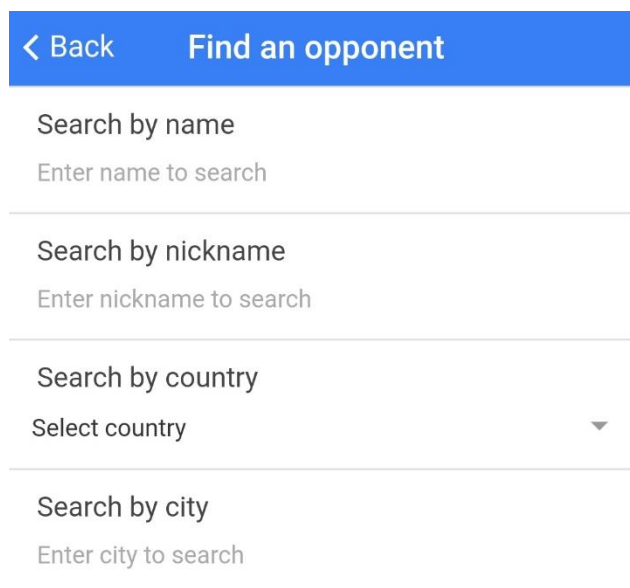 Back Find an opponent
Search by name
Enter name to search
Search by nickname
Enter nickname to search
Search by country
Select country
Search by city
Enter city to search